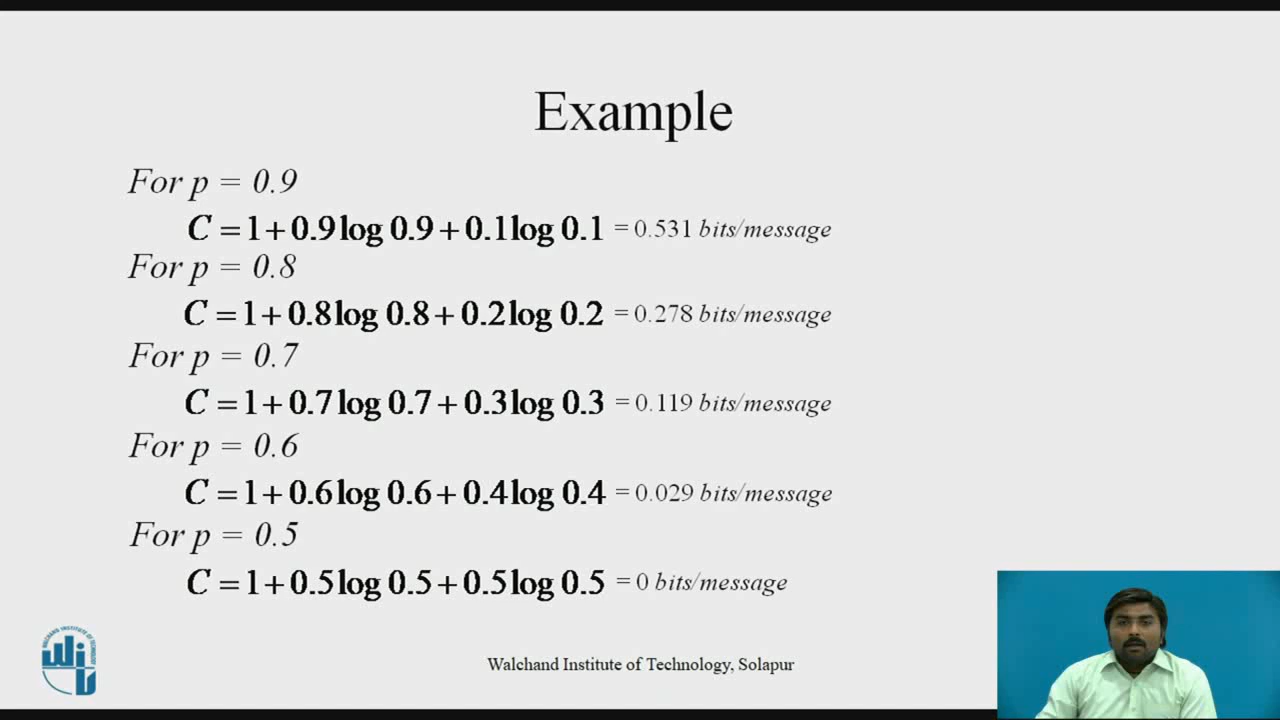 Example
For p = 0.9
C = 1 + 0.9 log 0.9 + 0.1 log 0.1 = 0.531 bits/message
For p = 0.8
C = 1 + 0.8 log 0.8 + 0.2 log 0.2 = 0.278 bits/message
For p = 0.7
C = 1 + 0.7 log 0.7 + 0.3 log 0.3 = 0.119 bits/message
For p = 0.6
C = 1 + 0.6 log 0.6 + 0.4 log 0.4 = 0.029 bits/message
For p = 0.5
C = 1 + 0.5 log 0.5 + 0.5 log 0.5 = 0 bits/message
WALCHAND INSTITUTE OF TECHNOLOGY
WIT
Walchand Institute of Technology, Solapur